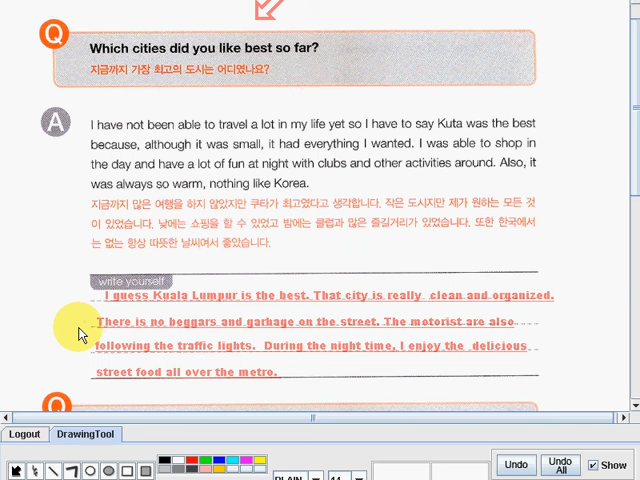 Q
Which cities did you like best so far?
지금까지 가장 최고의 도시는 어디였나요?
A
I have not been able to travel a lot in my life yet so I have to say Kuta was the best
because, although it was small, it had everything I wanted. I was able to shop in
the day and have a lot of fun at night with clubs and other activities around. Also, it
was always so warm, nothing like Korea.
지금까지 많은 여행을 하지 않았지만 쿠타가 최고였다고 생각합니다. 작은 도시지만 제가 원하는 모든 것
이 있었습니다. 낮에는 쇼핑을 할 수 있었고 밤에는 클럽과 많은 즐길거리가 있었습니다. 또한 한국에서
는 없는 항상 따뜻한 날씨여서 좋았습니다.
write yourself
I guess Kuala Lumpur is the best. That city is really clean and organized.
There is no beggars and garbage on the street. The motorist are also
following the traffic lights. During the night time, I enjoy the delicious
street food all over the metro.
Q
Logout DrawingTool
PLAIN 14 Undo Undo All Show